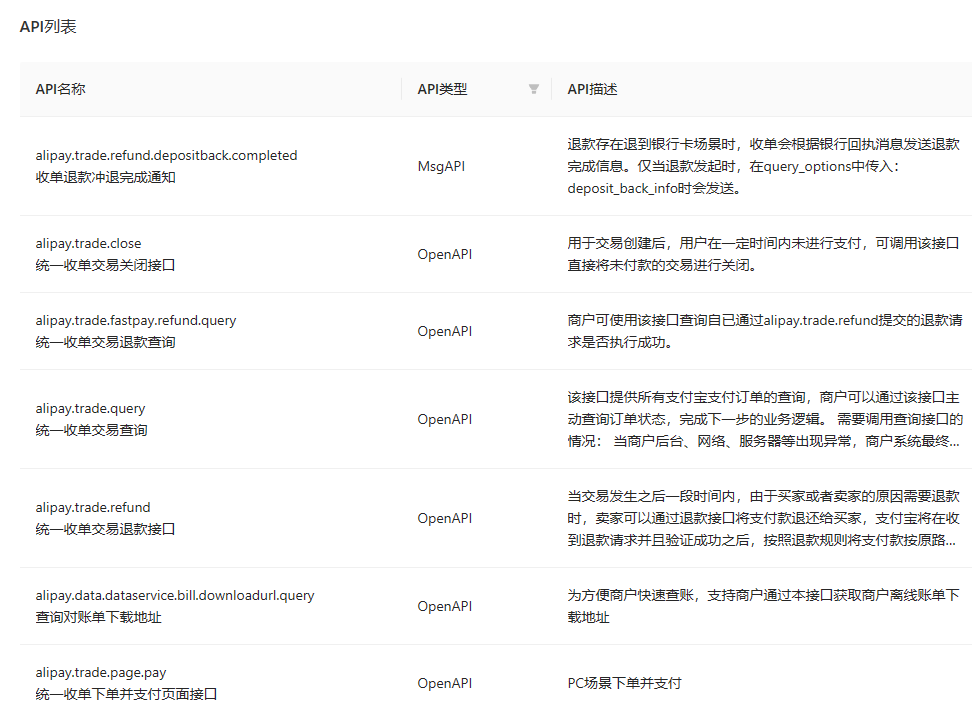 API列表
API名称
API类型
API描述
alipay.trade.refund.depositback.completed
收单退款冲退完成通知
MsgAPI
退款存在退到银行卡场景时，收单会根据银行回执消息发送退款
完成信息。仅当退款发起时，在query_options中传入：
deposit_back_info时会发送。
alipay.trade.close
统一收单交易关闭接口
OpenAPI
用于交易创建后，用户在一定时间内未进行支付，可调用该接口
直接将未付款的交易进行关闭。
alipay.trade.fastpay.refund.query
统一收单交易退款查询
OpenAPI
商户可使用该接口查询自已通过alipay.trade.refund提交的退款请
求是否执行成功。
alipay.trade.query
统一收单交易查询
OpenAPI
该接口提供所有支付宝支付订单的查询，商户可以通过该接口主
动查询订单状态，完成下一步的业务逻辑。 需要调用查询接口的
情况： 当商户后台、网络、服务器等出现异常，商户系统最终...
alipay.trade.refund
统一收单交易退款接口
OpenAPI
当交易发生之后一段时间内，由于买家或者卖家的原因需要退款
时，卖家可以通过退款接口将支付款退还给买家，支付宝将在收
到退款请求并且验证成功之后，按照退款规则将支付款按原路...
alipay.data.dataservice.bill.downloadurl.query
查询对账单下载地址
OpenAPI
为方便商户快速查账，支持商户通过本接口获取商户离线账单下
载地址
alipay.trade.page.pay
统一收单下单并支付页面接口
OpenAPI
PC场景下单并支付